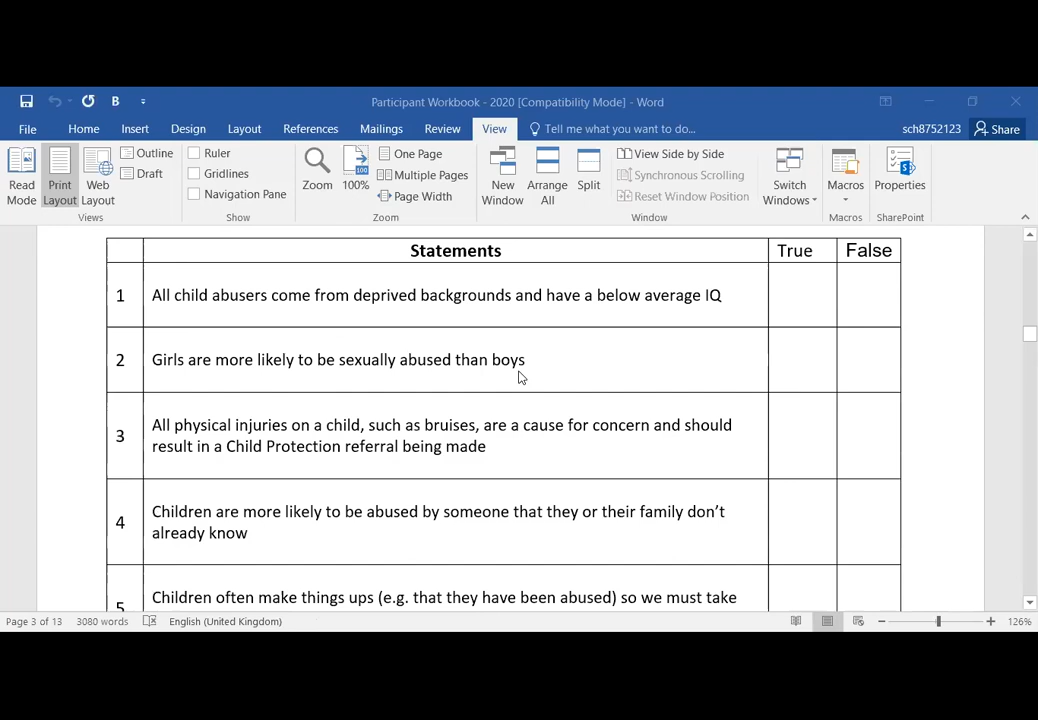 Participant Workbook - 2020 [Compatibility Mode] - Word
File Home Insert Design Layout References Mailings Review View Tell me what you want to do... sch8752123 Share
Read Mode
Print Layout
Web Layout
Outline
Draft
Views
Ruler
Gridlines
Navigation Pane
Show
Zoom
100%
One Page
Multiple Pages
Page Width
Zoom
New Window
Arrange All
Split
View Side by Side
Synchronous Scrolling
Reset Window Position
Window
Switch Windows
Macros
Macros
Properties
SharePoint
Statements True False
1 All child abusers come from deprived backgrounds and have a below average IQ
2 Girls are more likely to be sexually abused than boys
3 All physical injuries on a child, such as bruises, are a cause for concern and should
result in a Child Protection referral being made
4 Children are more likely to be abused by someone that they or their family don't
already know
5 Children often make things ups (e.g. that they have been abused) so we must take
Page 3 of 13 3080 words English (United Kingdom) 126%